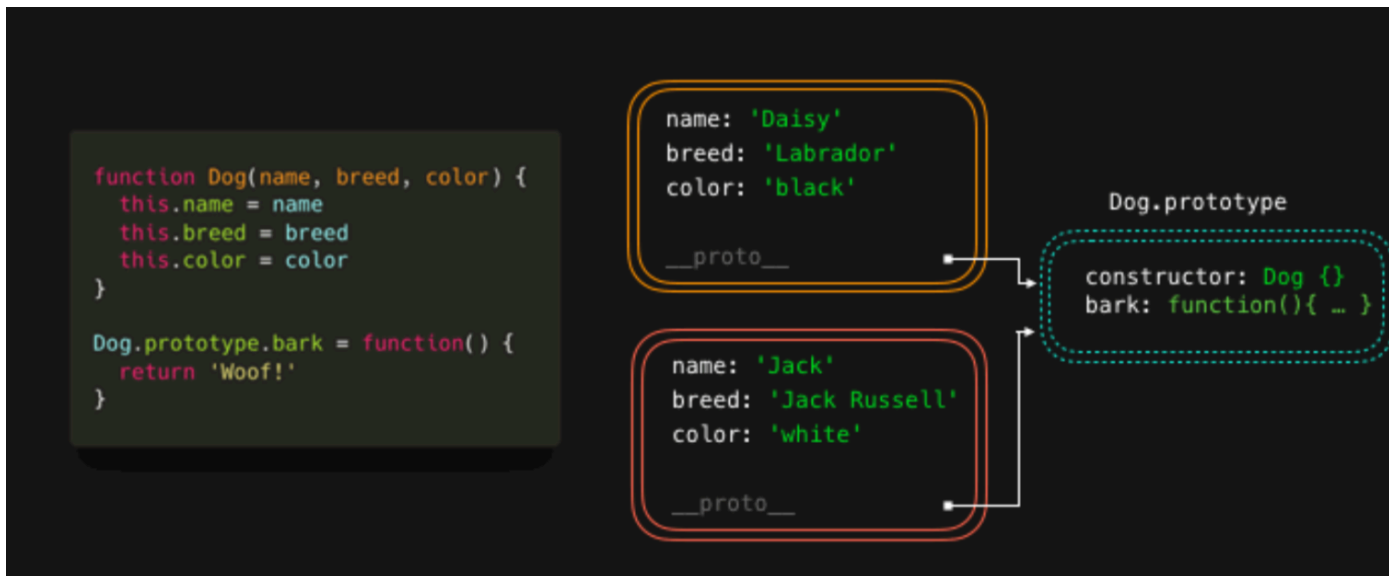 function Dog(name, breed, color) {
  this.name = name
  this.breed = breed
  this.color = color
}
Dog.prototype.bark = function() {
  return 'Woof!'
}
name: 'Daisy'
breed: 'Labrador'
color: 'black'
__proto__
name: 'Jack'
breed: 'Jack Russell'
color: 'white'
__proto__
Dog.prototype
constructor: Dog {}
bark: function(){ … }